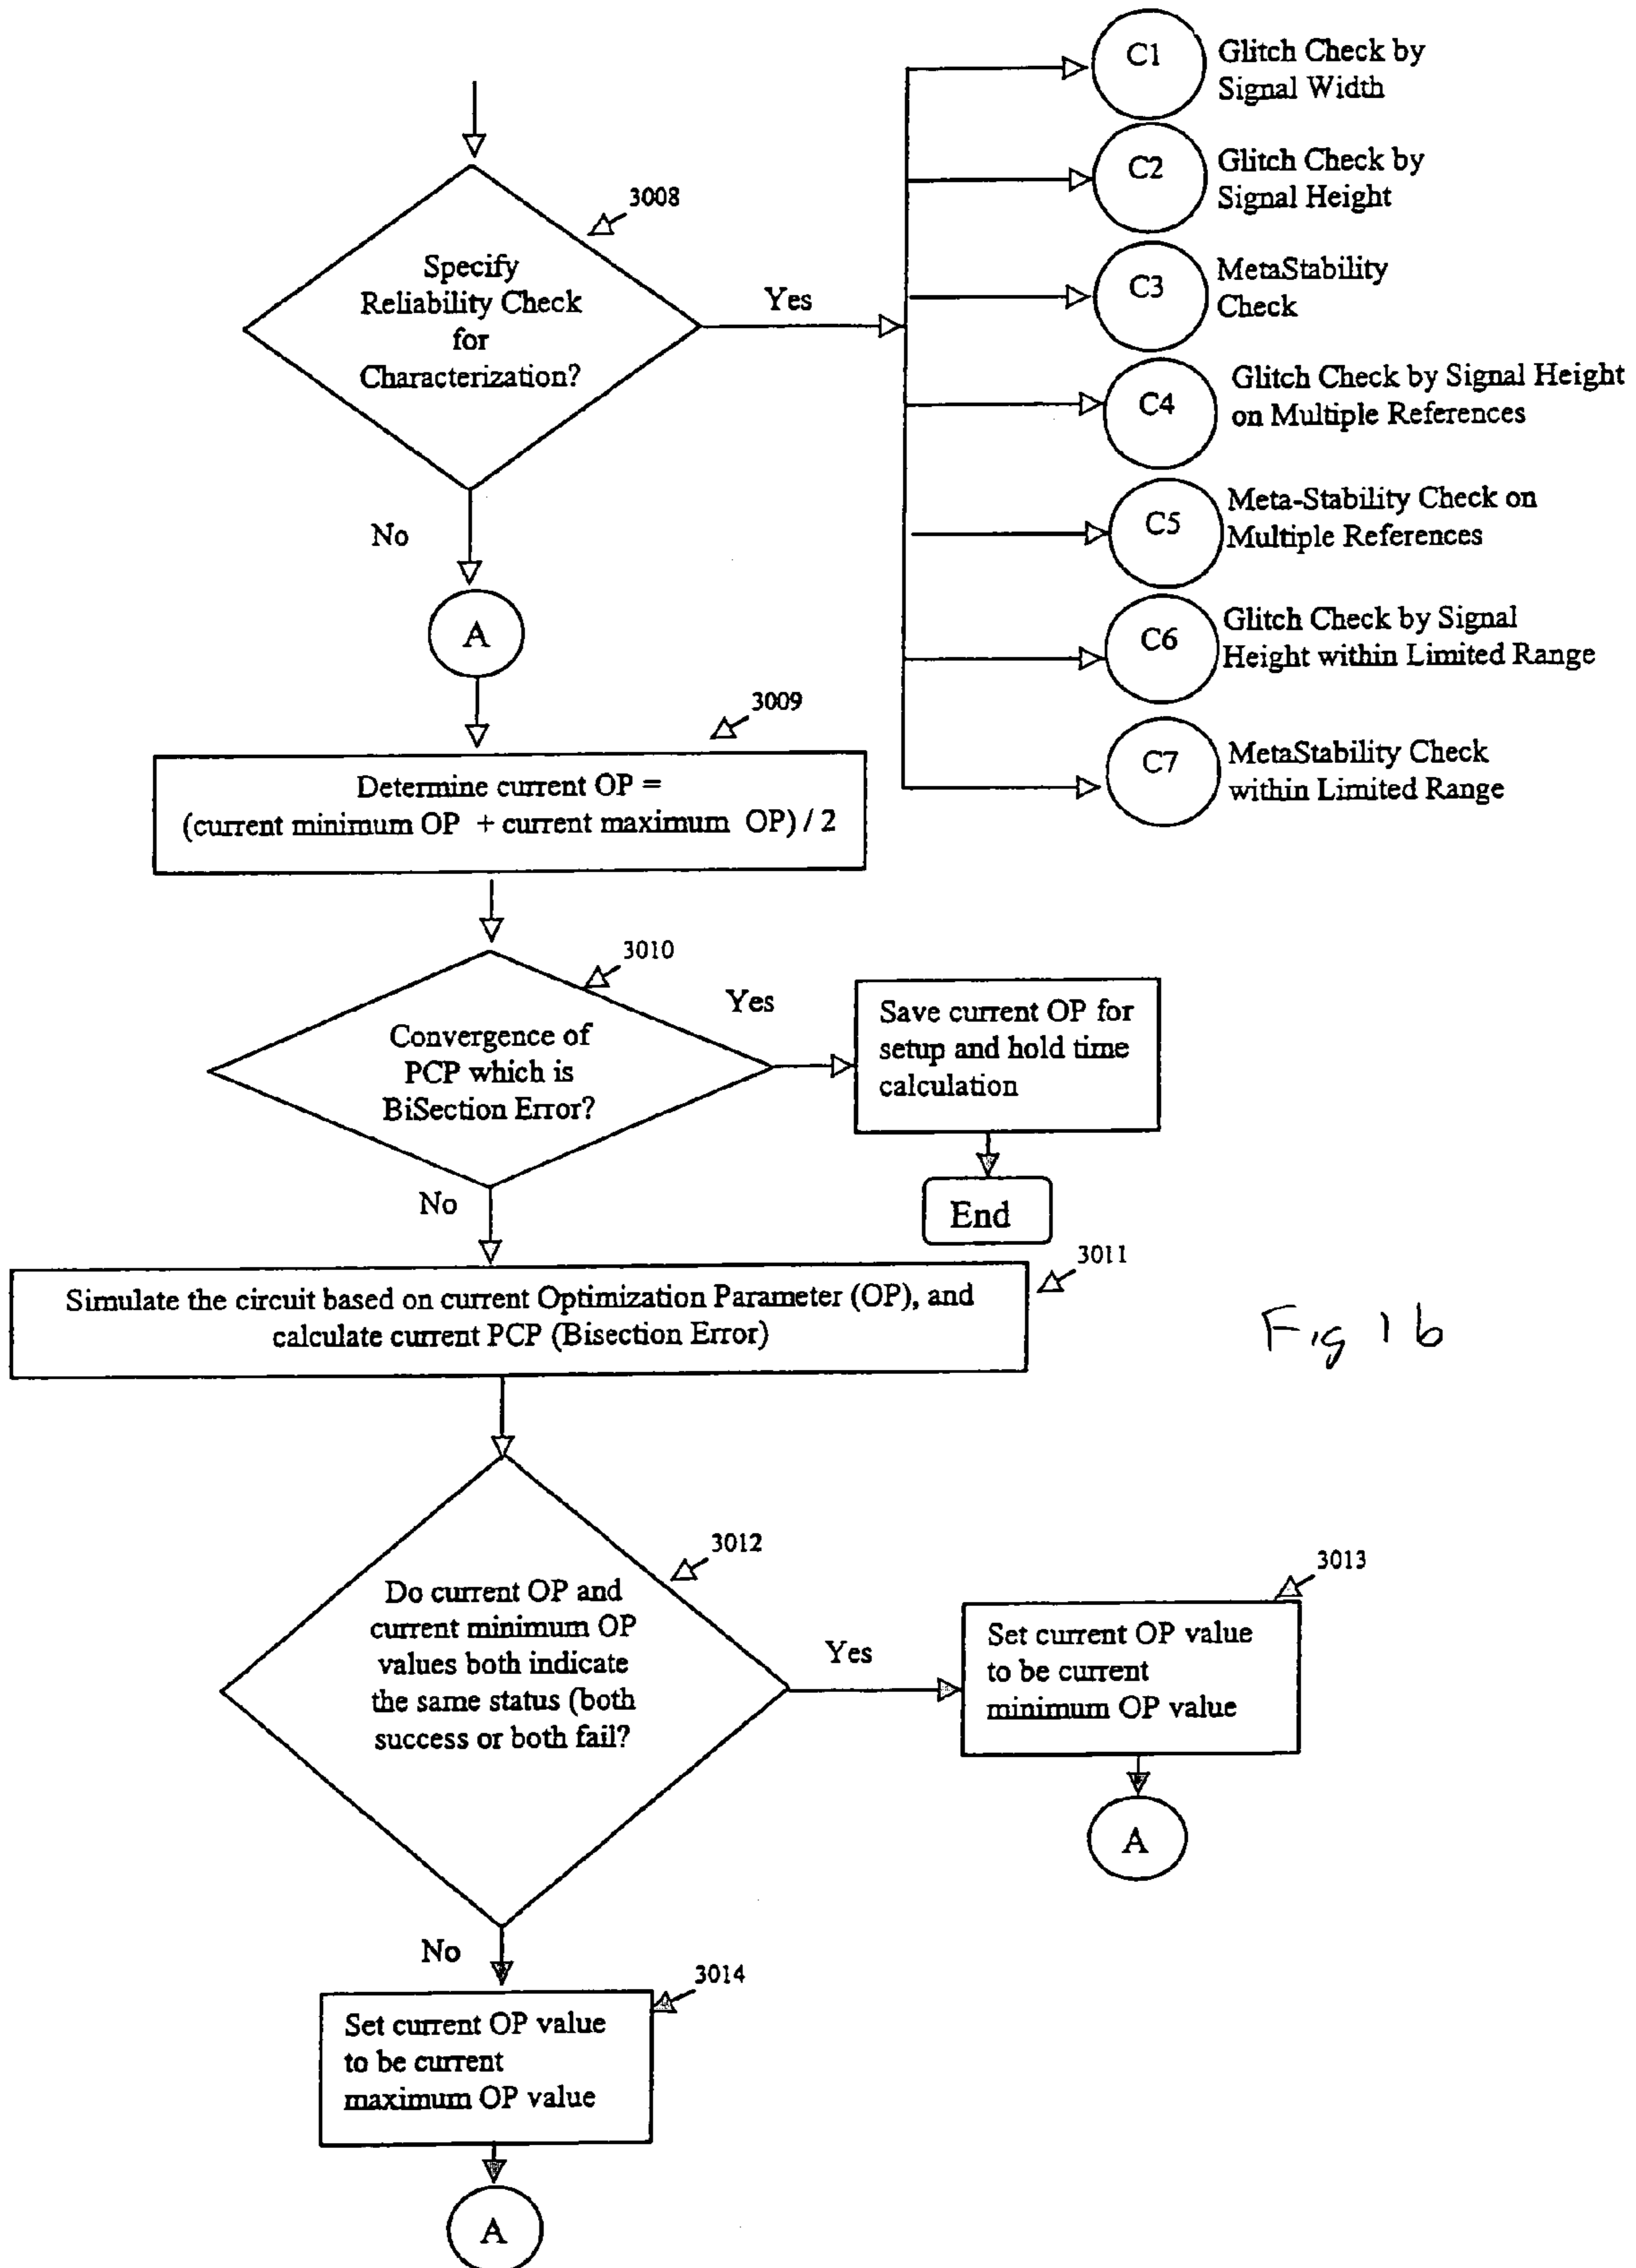 C1
Glitch Check by
Signal Width
C2
Glitch Check by
Signal Height
3008
Specify
Reliability Check
for
Characterization?
Yes
C3
MetaStability
Check
C4
Glitch Check by Signal Height
on Multiple References
No
C5
Meta-Stability Check on
Multiple References
A
C6
Glitch Check by Signal
Height within Limited Range
3009
C7
MetaStability Check
within Limited Range
Determine current OP =
(current minimum OP + current maximum OP) / 2
3010
Convergence of
PCP which is
BiSection Error?
Yes
Save current OP for
setup and hold time
calculation
No
End
3011
Simulate the circuit based on current Optimization Parameter (OP), and
calculate current PCP (Bisection Error)
Fig 1b
3012
Do current OP and
current minimum OP
values both indicate
the same status (both
success or both fail?
Yes
3013
Set current OP value
to be current
minimum OP value
A
No
3014
Set current OP value
to be current
maximum OP value
A